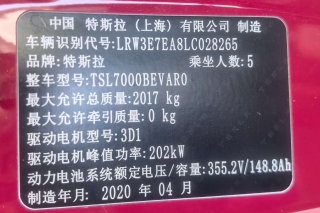 中国 特斯拉（上海）有限公司 制造
车辆识别代号:LRW3E7EA8LC028265
品牌:特斯拉 乘坐人数:5
整车型号:TSL7000BEVAR0
最大允许总质量:2017 kg
最大允许牵引质量:0 kg
驱动电机型号:3D1
驱动电机峰值功率:202kW
动力电池系统额定电压/容量:355.2V/148.8Ah
制造年月:2020 年 04 月